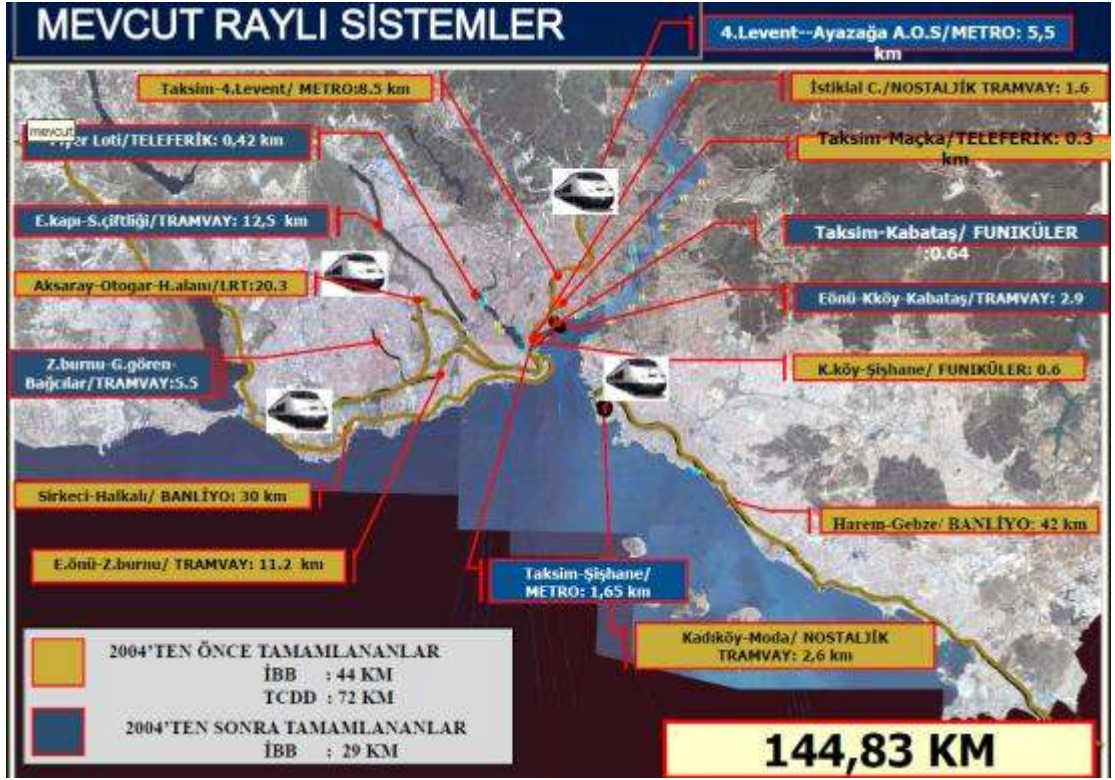 MEVCUT RAYLI SİSTEMLER
4.Levent--Ayazağa A.O.S/METRO: 5,5
km
Taksim-4.Levent/ METRO:8.5 km
İstiklal C./NOSTALJİK TRAMVAY: 1.6
mevcut
Loti/TELEFERİK: 0,42 km
Taksim-Maçka/TELEFERİK: 0.3
km
E.kapı-S.çiftliği/TRAMVAY: 12,5 km
Taksim-Kabataş/ FUNIKÜLER
:0.64
Aksaray-Otogar-H.alanı/LRT:20.3
Eönü-Kköy-Kabataş/TRAMVAY: 2.9
Z.burnu-G.gören-
Bağcılar/TRAMVAY:5.5
K.köy-Şişhane/ FUNIKÜLER: 0.6
Sirkeci-Halkalı/ BANLİYO: 30 km
Harem-Gebze/ BANLİYO: 42 km
E.önü-Z.burnu/ TRAMVAY: 11.2 km
Taksim-Şişhane/
METRO: 1,65 km
Kadıköy-Moda/ NOSTALJİK
TRAMVAY: 2,6 km
2004'TEN ÖNCE TAMAMLANANLAR
İBB : 44 KM
TCDD : 72 KM
2004'TEN SONRA TAMAMLANANLAR
İBB : 29 KM
144,83 KM